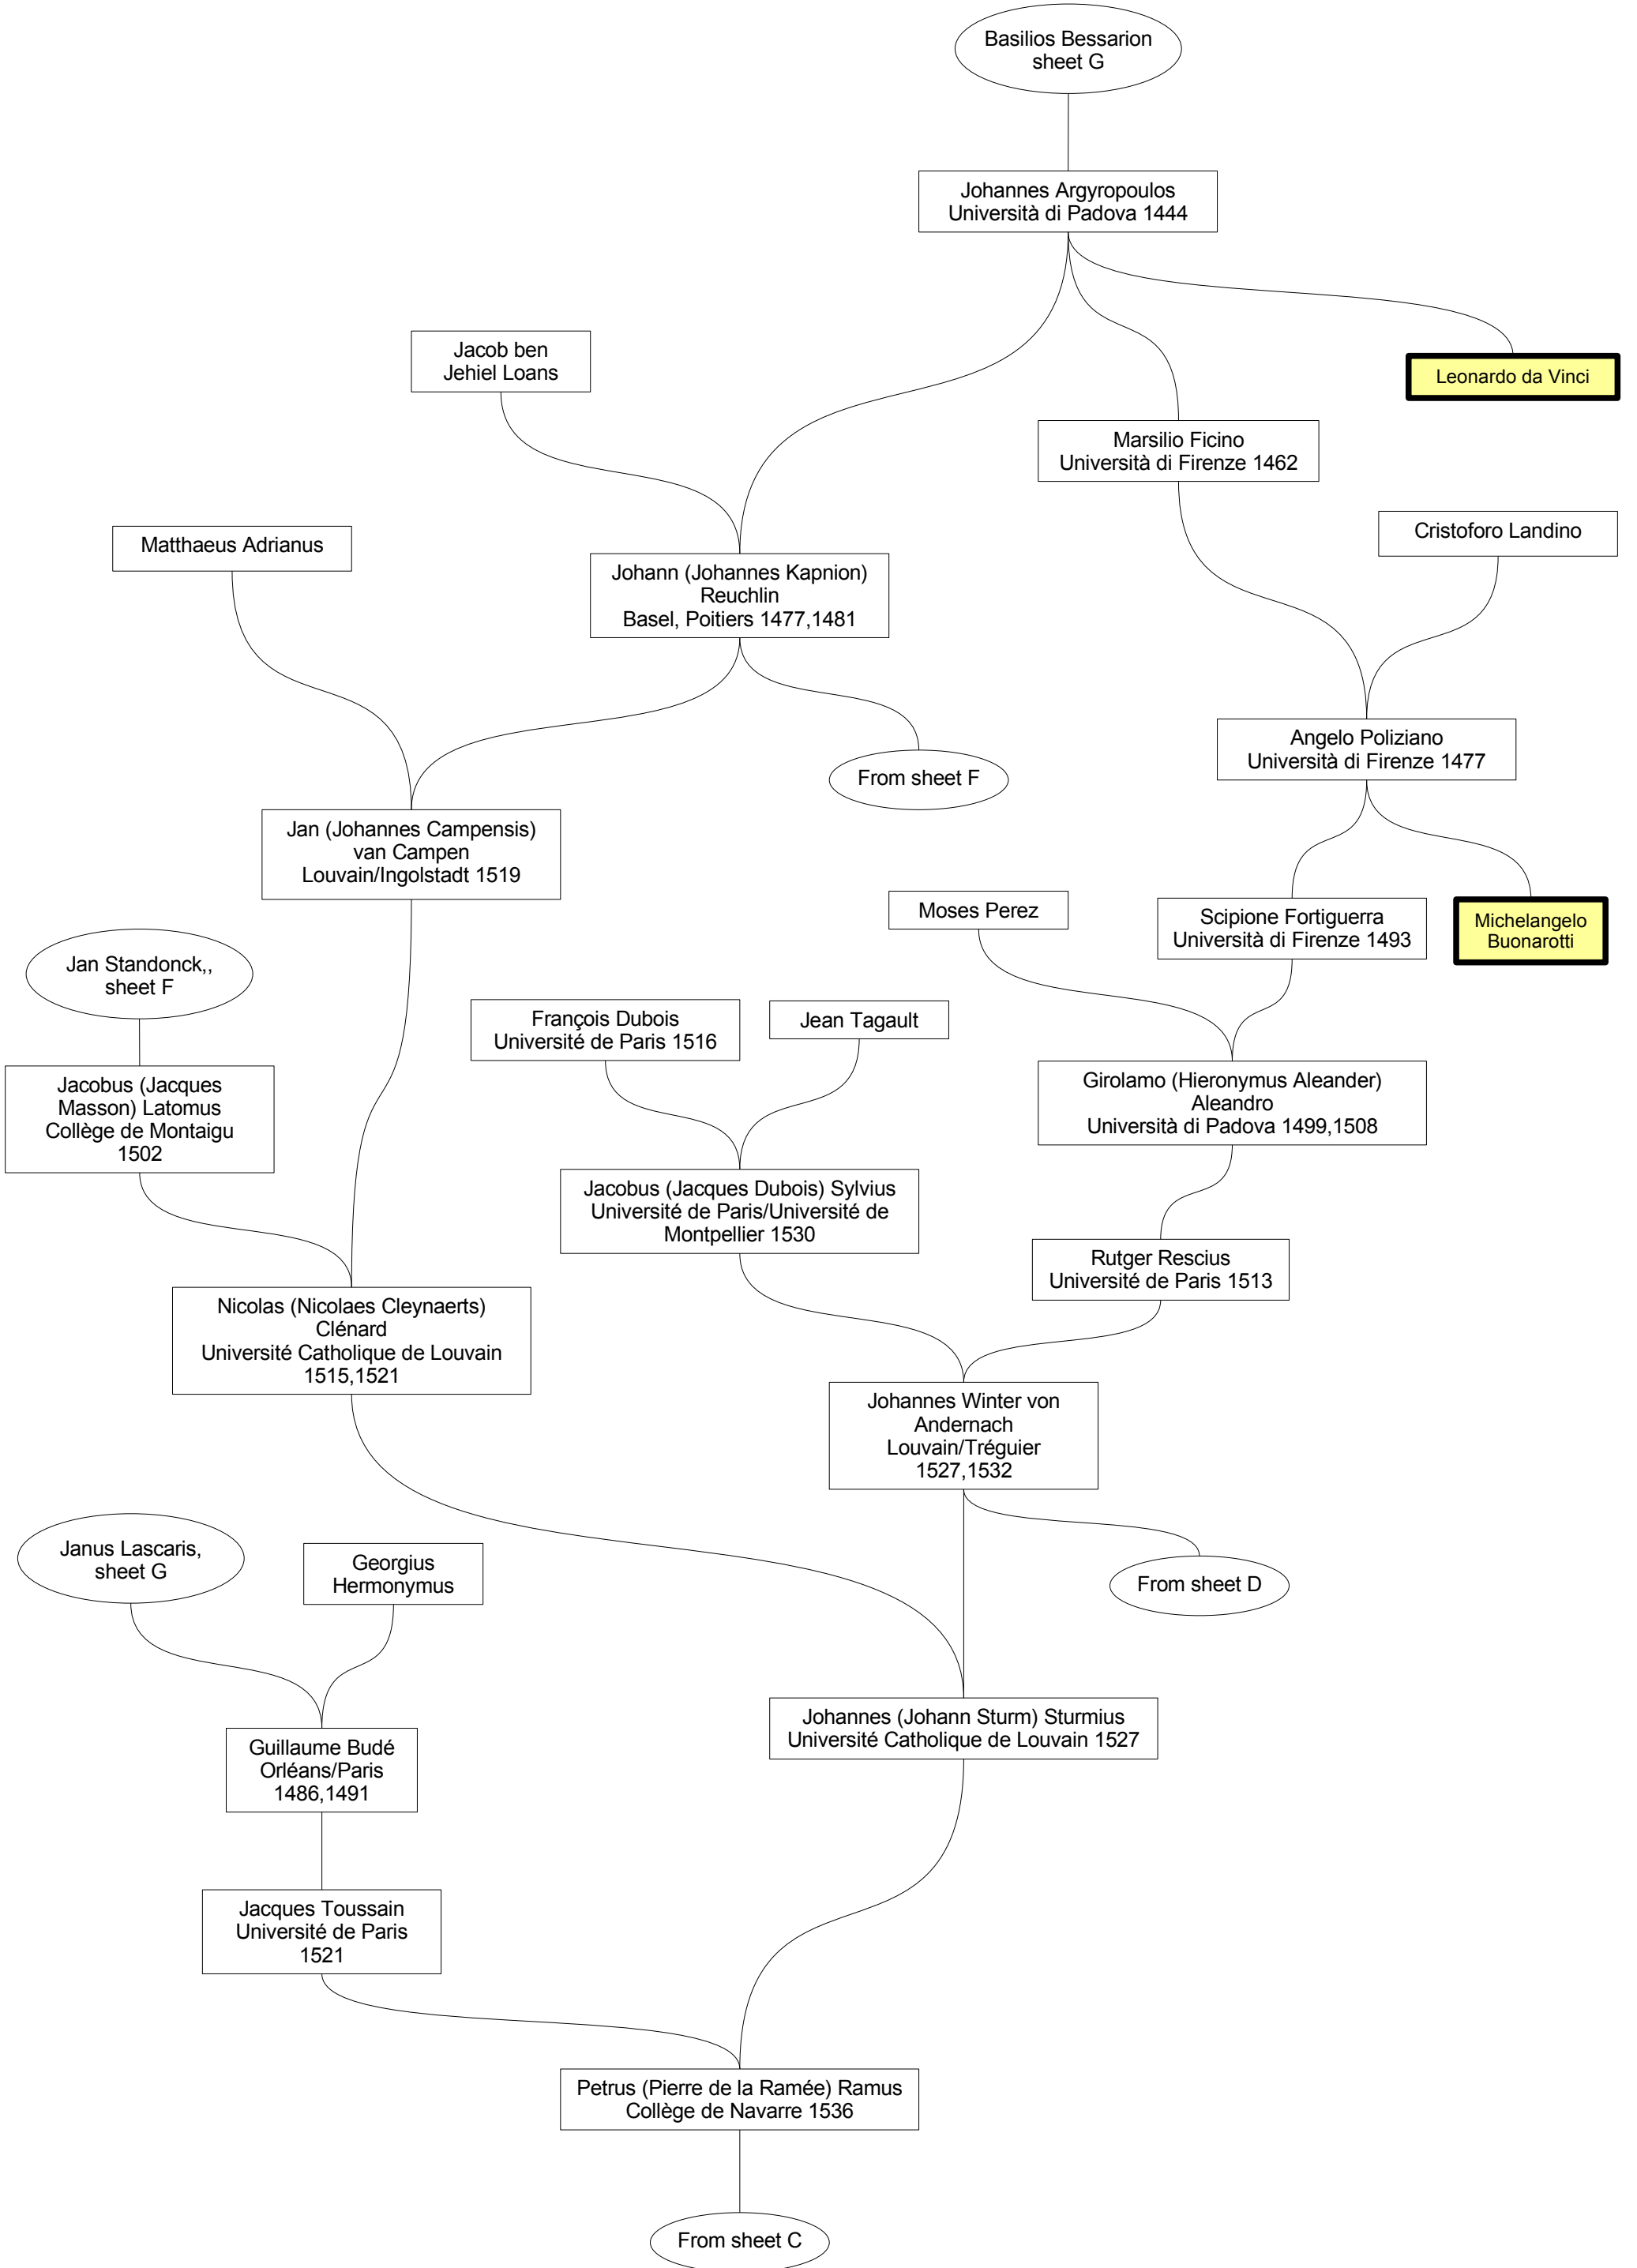 Basilios Bessarion
sheet G
Johannes Argyropoulos
Università di Padova 1444
Jacob ben
Jehiel Loans
Leonardo da Vinci
Marsilio Ficino
Università di Firenze 1462
Cristoforo Landino
Matthaeus Adrianus
Johann (Johannes Kapnion)
Reuchlin
Basel, Poitiers 1477,1481
Angelo Poliziano
Università di Firenze 1477
From sheet F
Jan (Johannes Campensis)
van Campen
Louvain/Ingolstadt 1519
Moses Perez
Scipione Fortiguerra
Università di Firenze 1493
Michelangelo
Buonarotti
Jan Standonck,,
sheet F
François Dubois
Université de Paris 1516
Jean Tagault
Jacobus (Jacques
Masson) Latomus
Collège de Montaigu
1502
Girolamo (Hieronymus Aleander)
Aleandro
Università di Padova 1499,1508
Jacobus (Jacques Dubois) Sylvius
Université de Paris/Université de
Montpellier 1530
Rutger Rescius
Université de Paris 1513
Nicolas (Nicolaes Cleynaerts)
Clénard
Université Catholique de Louvain
1515,1521
Johannes Winter von
Andernach
Louvain/Tréguier
1527,1532
Janus Lascaris,
sheet G
Georgius
Hermonymus
From sheet D
Johannes (Johann Sturm) Sturmius
Université Catholique de Louvain 1527
Guillaume Budé
Orléans/Paris
1486,1491
Jacques Toussain
Université de Paris
1521
Petrus (Pierre de la Ramée) Ramus
Collège de Navarre 1536
From sheet C